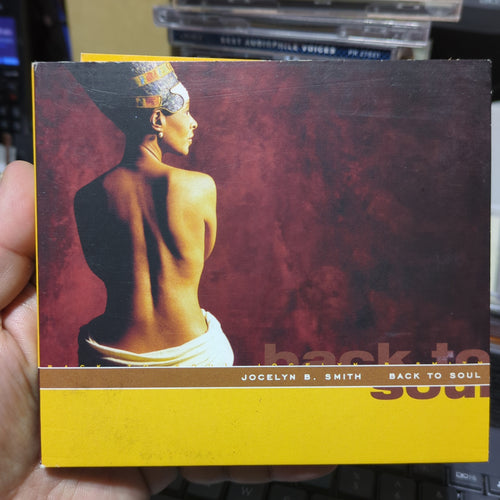 BEST AUDIOPHILE VOICES
back to
JOCELYN B. SMITH BACK TO SOUL
soul